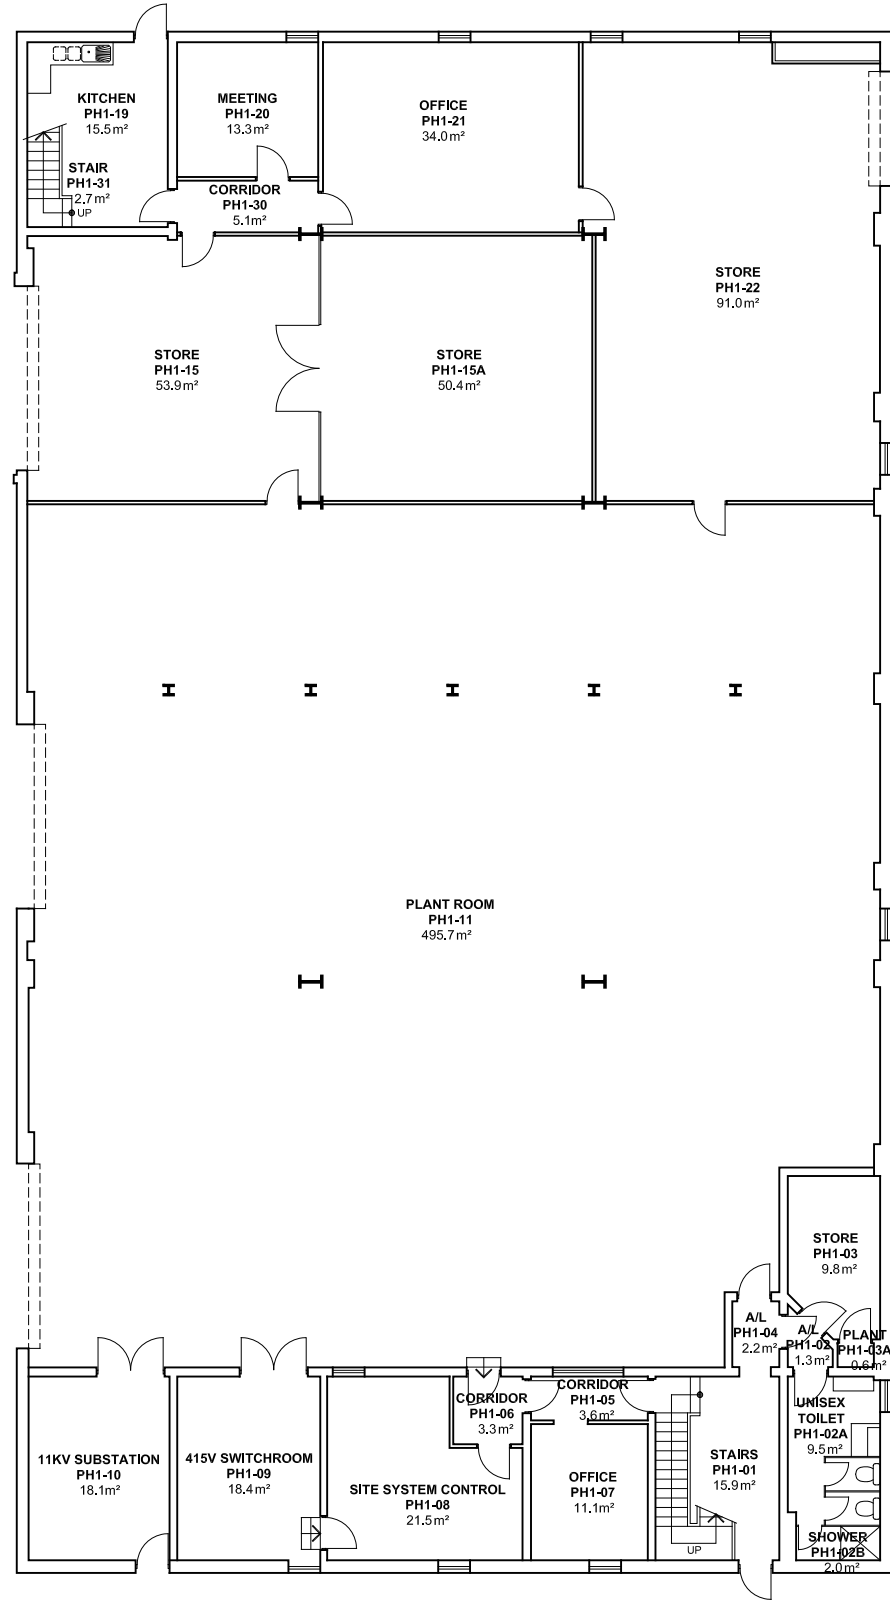 KITCHEN
PH1-19
15.5m²
MEETING
PH1-20
13.3m²
OFFICE
PH1-21
34.0m²
STAIR
PH1-31
2.7m²
UP
CORRIDOR
PH1-30
5.1m²
STORE
PH1-22
91.0m²
STORE
PH1-15
53.9m²
STORE
PH1-15A
50.4m²
PLANT ROOM
PH1-11
495.7m²
STORE
PH1-03
9.8m²
A/L
PH1-04
2.2m²
A/L
PH1-02
1.3m²
PLANT
PH1-03A
0.6m²
CORRIDOR
PH1-06
3.3m²
CORRIDOR
PH1-05
3.6m²
UNISEX
TOILET
PH1-02A
9.5m²
11KV SUBSTATION
PH1-10
18.1m²
415V SWITCHROOM
PH1-09
18.4m²
SITE SYSTEM CONTROL
PH1-08
21.5m²
OFFICE
PH1-07
11.1m²
STAIRS
PH1-01
15.9m²
UP
SHOWER
PH1-02B
2.0m²